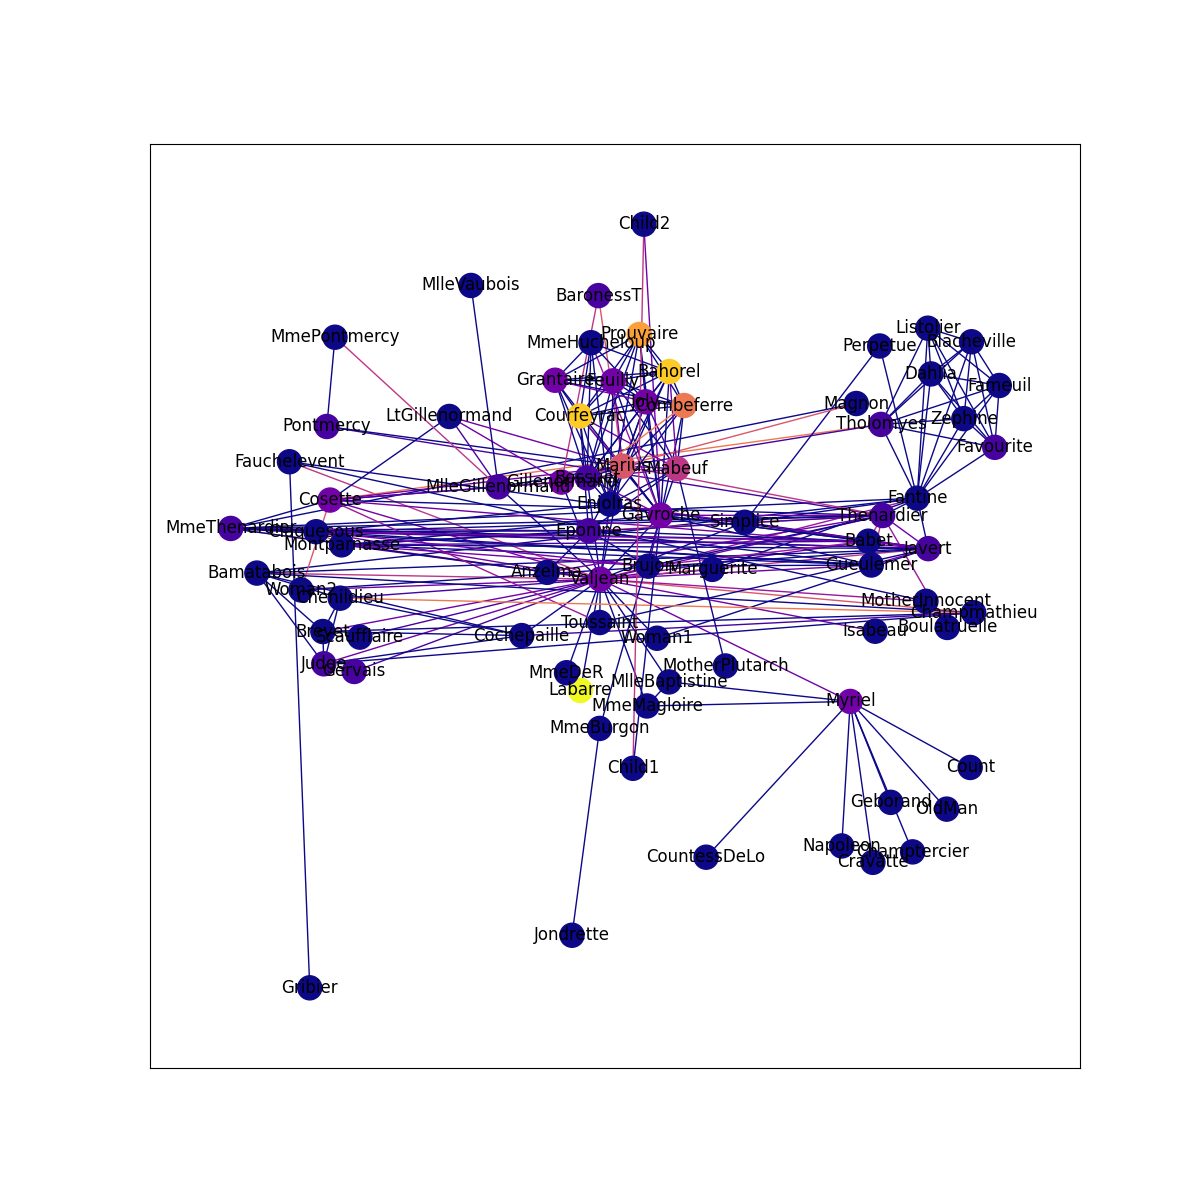 Child2
MlleVaubois
BaronessT
Prouvaire
MmePontmercy
MmeHucheloup
Listolier
Blacheville
Perpetue
Bahorel
Dahlia
Grantaire
Feuilly
Fameuil
Joly
Magnon
Combeferre
LtGillenormand
Courfeyrac
Zephine
Tholomyes
Pontmercy
Favourite
Fauchelevent
Marius
Mabeuf
Gillenormand
Bossuet
MlleGillenormand
Fantine
Cosette
Enjolras
Gavroche
Thenardier
Simplice
MmeThenardier
Claquesous
Eponine
Babet
Montparnasse
Javert
Gueulemer
Brujon
Marguerite
Bamatabois
Anzelma
Valjean
Woman2
Chenildieu
MotherInnocent
Champmathieu
Toussaint
Boulatruelle
Isabeau
Brevet
Scaufflaire
Cochepaille
Woman1
Judge
Gervais
MotherPlutarch
MmeDeR
MlleBaptistine
Labarre
Myriel
MmeMagloire
MmeBurgon
Child1
Count
Geborand
OldMan
Napoleon
Champtercier
CountessDeLo
Cravatte
Jondrette
Gribier